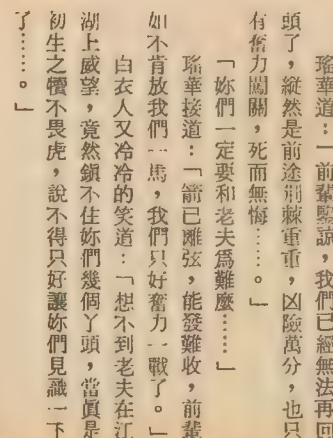 瑤華道：「前輩鑒諒，我們已經無法再回
頭了，縱然是前途荊棘重重，凶險萬分，也只
有奮力闖關，死而無悔……。」
「妳們一定要和老夫爲難麼……」
瑤華接道：「箭已離弦，能發難收，前輩
如不肯放我們一馬，我們只好奮力一戰了。」
白衣人又冷冷的笑道：「想不到老夫在江
湖上威望，竟然鎮不住妳們幾個丫頭，當眞是
初生之犢不畏虎，說不得只好讓妳們見識一下
了……。」